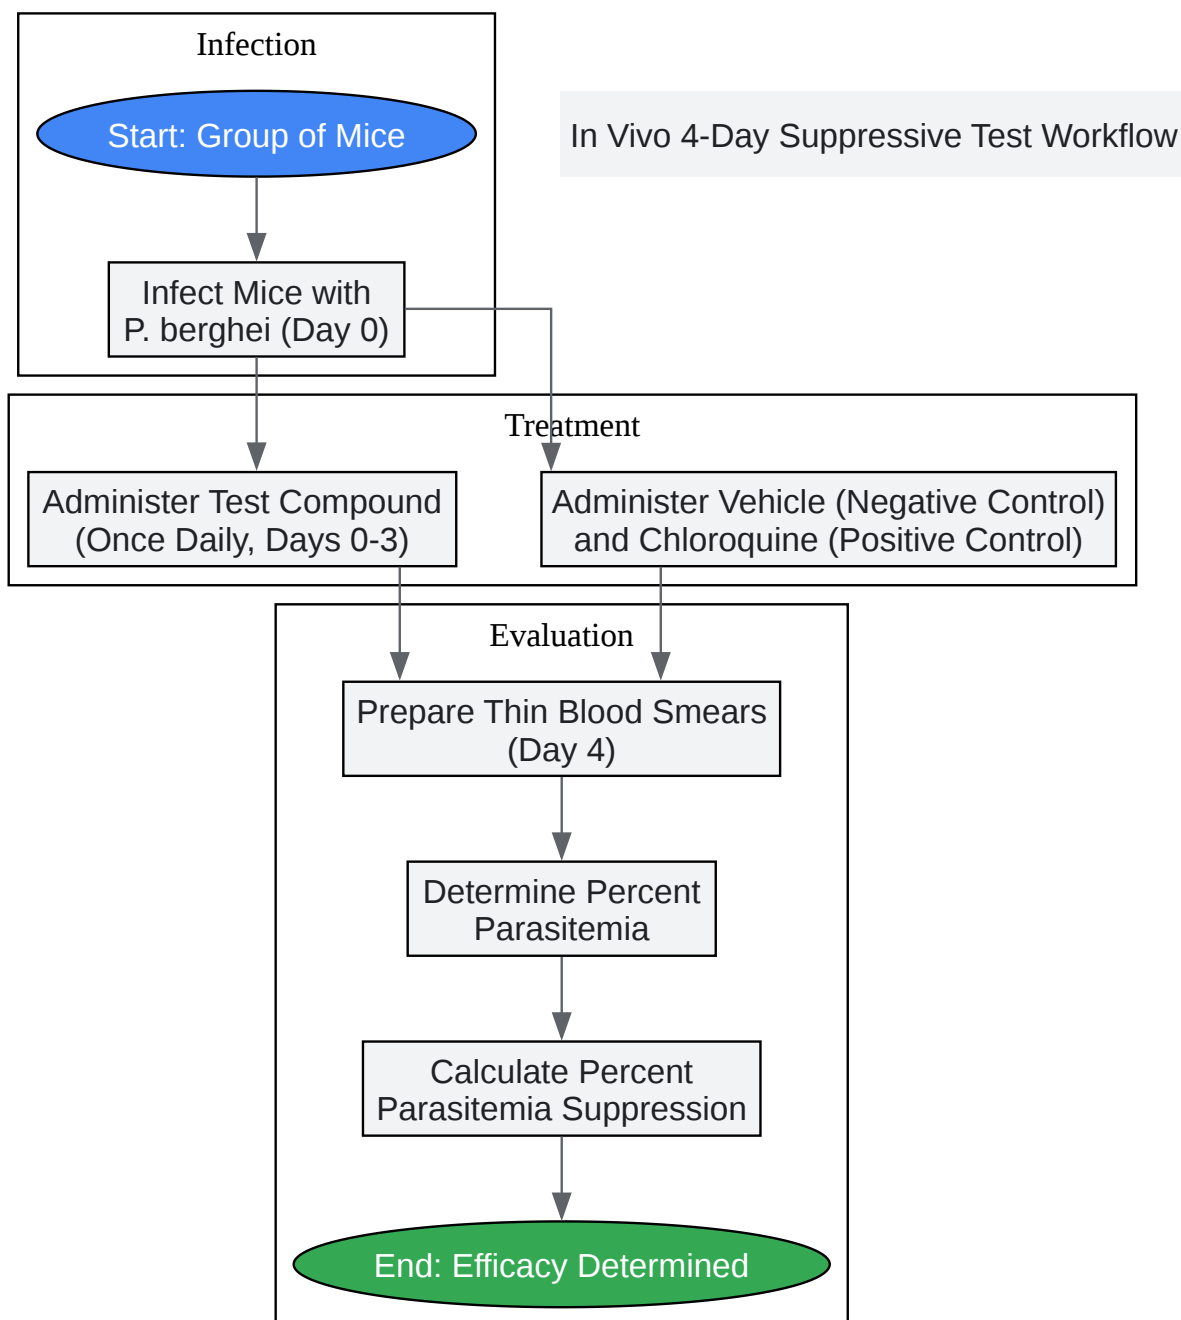 Infection
Start: Group of Mice
In Vivo 4-Day Suppressive Test Workflow
Infect Mice with
P. berghei (Day 0)
Treatment
Administer Test Compound
(Once Daily, Days 0-3)
Administer Vehicle (Negative Control)
and Chloroquine (Positive Control)
Evaluation
Prepare Thin Blood Smears
(Day 4)
Determine Percent
Parasitemia
Calculate Percent
Parasitemia Suppression
End: Efficacy Determined